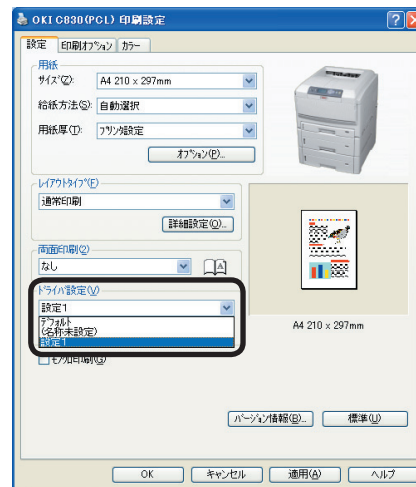 OKI C830(PCL) 印刷設定
設定 印刷オプション カラー
用紙
サイズ(Z): A4 210 x 297mm
給紙方法(S): 自動選択
用紙厚(T): プリンタ設定
オプション(P)...
レイアウトタイプ(E)
通常印刷
詳細設定(O)...
両面印刷(2)
なし
A
ドライバ設定(V)
設定1
デフォルト
(名称未設定)
設定1
モノクロ印刷(G)
A4 210 x 297mm
バージョン情報(B)... 標準(U)
OK キャンセル 適用(A) ヘルプ